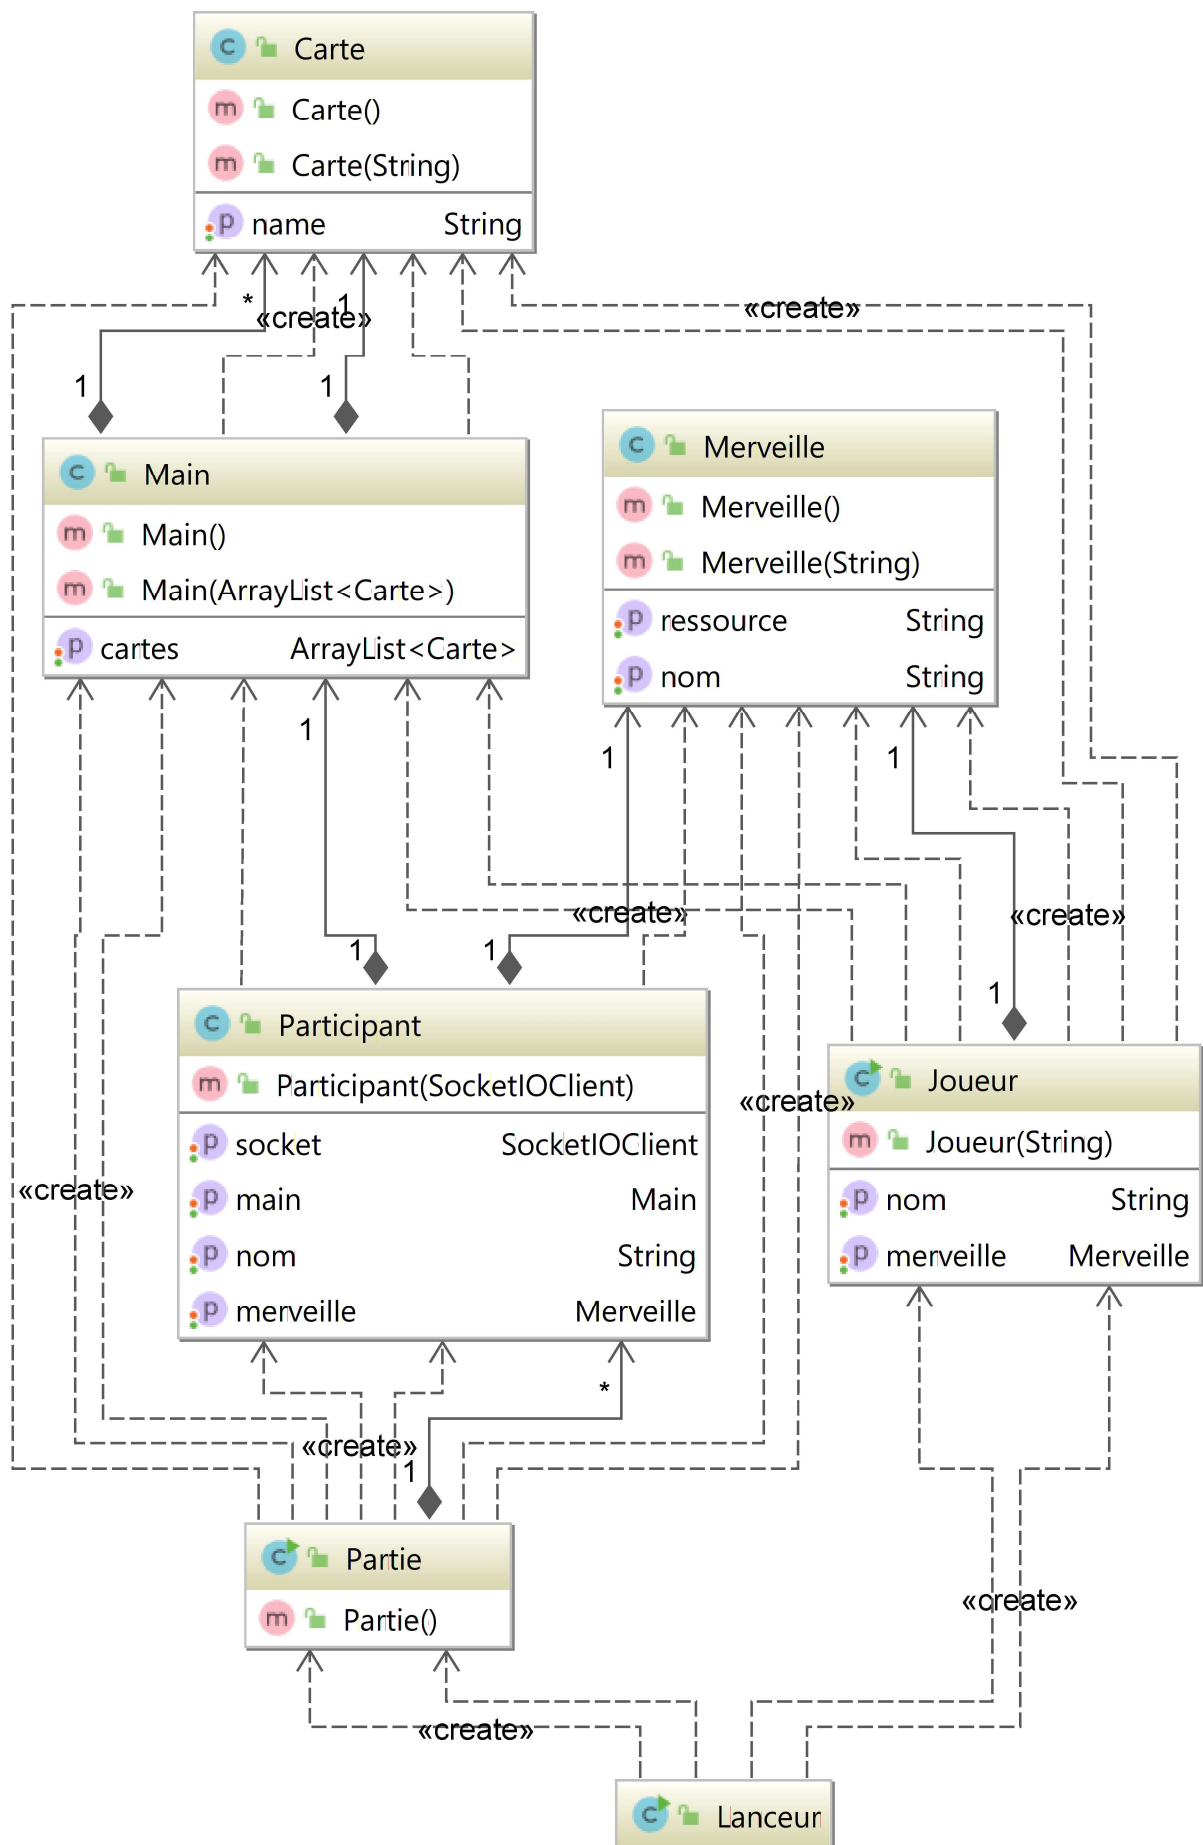 Carte
Carte()
Carte(String)
name String
* 1
«create» «create»
1 1
Main
Main()
Main(ArrayList<Carte>)
cartes ArrayList<Carte>
Merveille
Merveille()
Merveille(String)
ressource String
nom String
1 1 1
«create» «create»
1 1 1
Participant
Participant(SocketIOClient)
socket SocketIOClient
main Main
nom String
merveille Merveille
Joueur
Joueur(String)
nom String
merveille Merveille
«create»
«create»
*
«create»
1
Partie
Partie()
«create»
«create»
Lanceur